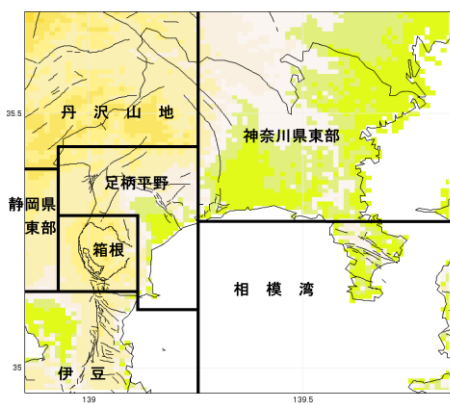 丹沢山地
神奈川県東部
足柄平野
静岡県
東部
箱根
相模湾
伊豆
35.5
35
139
139.5